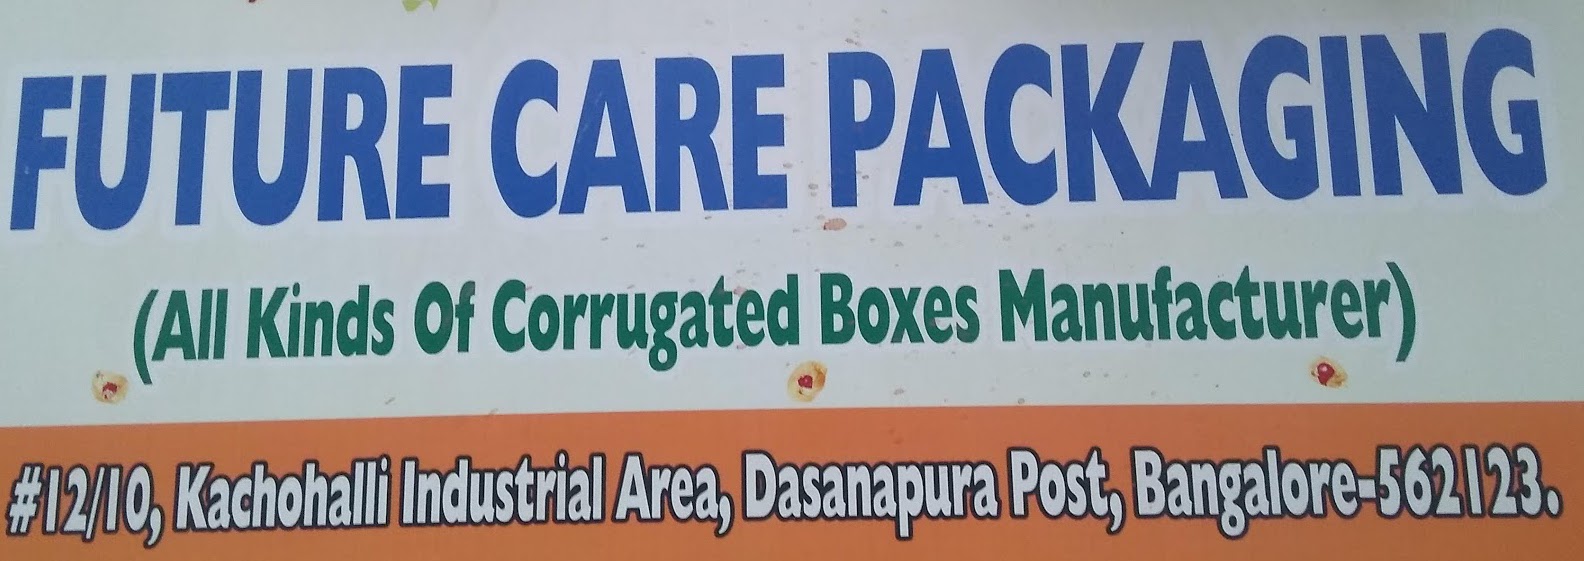 FUTURE CARE PACKAGING
(All Kinds Of Corrugated Boxes Manufacturer)
#12/10, Kachohalli Industrial Area, Dasanapura Post, Bangalore-562123.